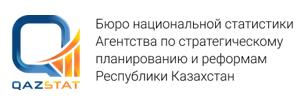 QAZSTAT
Бюро национальной статистики
Агентства по стратегическому
планированию и реформам
Республики Казахстан